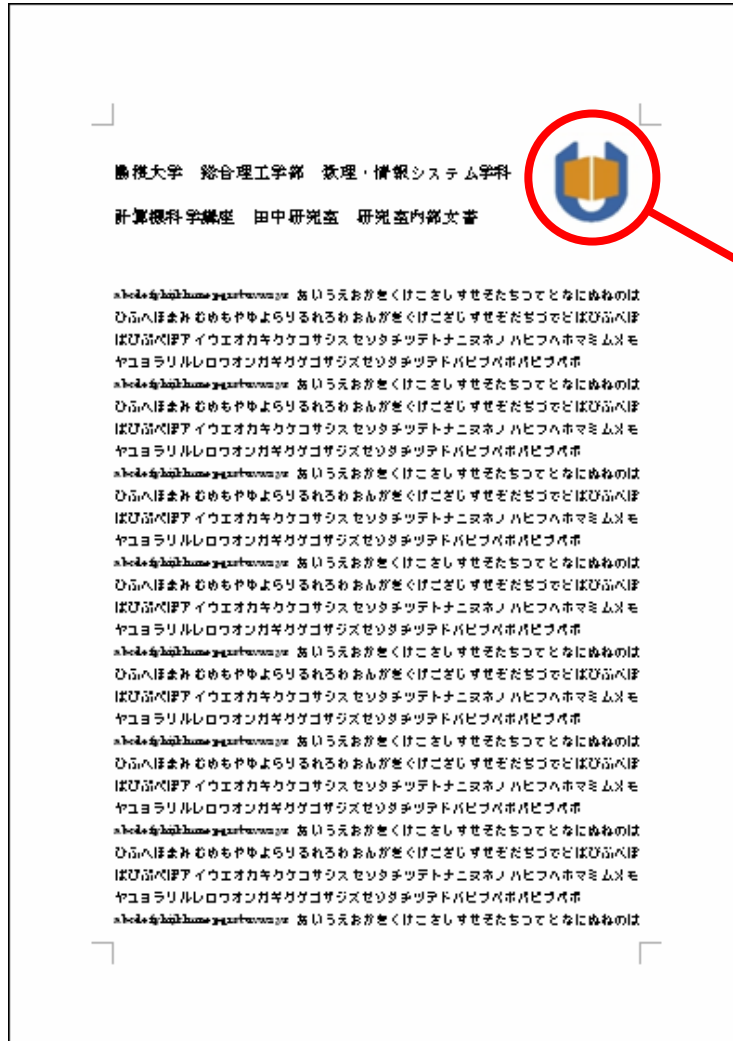 島根大学　総合理工学部　数理・情報システム学科
計算機科学講座　田中研究室　研究室内部文書
abcdefghijklmnopqrstuvwxyz あいうえおかきくけこさしすせそたちつてとなにぬねのは
ひふへほまみむめもやゆよらりるれろわおんがぎぐげござじずぜぞだぢづでどばびぶべぼ
ぱぴぷぺぽアイウエオカキクケコサシスセソタチツテトナニヌネノハヒフヘホマミムメモ
ヤユヨラリルレロワオンガギグゲゴザジズゼゾダヂヅデドバビブベボパピプペポ
abcdefghijklmnopqrstuvwxyz あいうえおかきくけこさしすせそたちつてとなにぬねのは
ひふへほまみむめもやゆよらりるれろわおんがぎぐげござじずぜぞだぢづでどばびぶべぼ
ぱぴぷぺぽアイウエオカキクケコサシスセソタチツテトナニヌネノハヒフヘホマミムメモ
ヤユヨラリルレロワオンガギグゲゴザジズゼゾダヂヅデドバビブベボパピプペポ
abcdefghijklmnopqrstuvwxyz あいうえおかきくけこさしすせそたちつてとなにぬねのは
ひふへほまみむめもやゆよらりるれろわおんがぎぐげござじずぜぞだぢづでどばびぶべぼ
ぱぴぷぺぽアイウエオカキクケコサシスセソタチツテトナニヌネノハヒフヘホマミムメモ
ヤユヨラリルレロワオンガギグゲゴザジズゼゾダヂヅデドバビブベボパピプペポ
abcdefghijklmnopqrstuvwxyz あいうえおかきくけこさしすせそたちつてとなにぬねのは
ひふへほまみむめもやゆよらりるれろわおんがぎぐげござじずぜぞだぢづでどばびぶべぼ
ぱぴぷぺぽアイウエオカキクケコサシスセソタチツテトナニヌネノハヒフヘホマミムメモ
ヤユヨラリルレロワオンガギグゲゴザジズゼゾダヂヅデドバビブベボパピプペポ
abcdefghijklmnopqrstuvwxyz あいうえおかきくけこさしすせそたちつてとなにぬねのは
ひふへほまみむめもやゆよらりるれろわおんがぎぐげござじずぜぞだぢづでどばびぶべぼ
ぱぴぷぺぽアイウエオカキクケコサシスセソタチツテトナニヌネノハヒフヘホマミムメモ
ヤユヨラリルレロワオンガギグゲゴザジズゼゾダヂヅデドバビブベボパピプペポ
abcdefghijklmnopqrstuvwxyz あいうえおかきくけこさしすせそたちつてとなにぬねのは
ひふへほまみむめもやゆよらりるれろわおんがぎぐげござじずぜぞだぢづでどばびぶべぼ
ぱぴぷぺぽアイウエオカキクケコサシスセソタチツテトナニヌネノハヒフヘホマミムメモ
ヤユヨラリルレロワオンガギグゲゴザジズゼゾダヂヅデドバビブベボパピプペポ
abcdefghijklmnopqrstuvwxyz あいうえおかきくけこさしすせそたちつてとなにぬねのは
ひふへほまみむめもやゆよらりるれろわおんがぎぐげござじずぜぞだぢづでどばびぶべぼ
ぱぴぷぺぽアイウエオカキクケコサシスセソタチツテトナニヌネノハヒフヘホマミムメモ
ヤユヨラリルレロワオンガギグゲゴザジズゼゾダヂヅデドバビブベボパピプペポ
abcdefghijklmnopqrstuvwxyz あいうえおかきくけこさしすせそたちつてとなにぬねのは